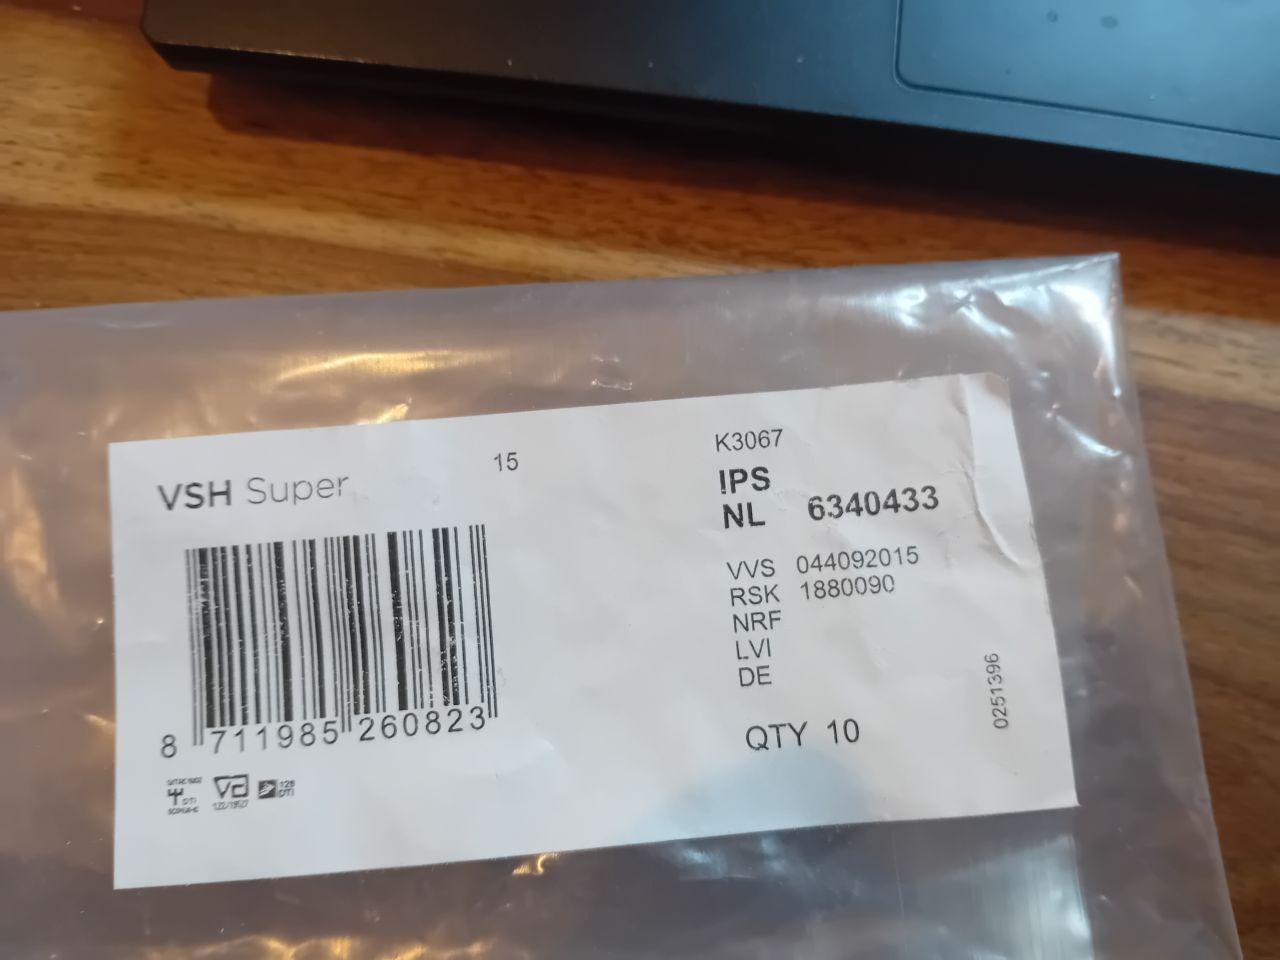 VSH Super
15
K3067
IPS
NL 6340433
VVS 044092015
RSK 1880090
NRF
LVI
DE
QTY 10
0251396
8 711985 260823
DTI